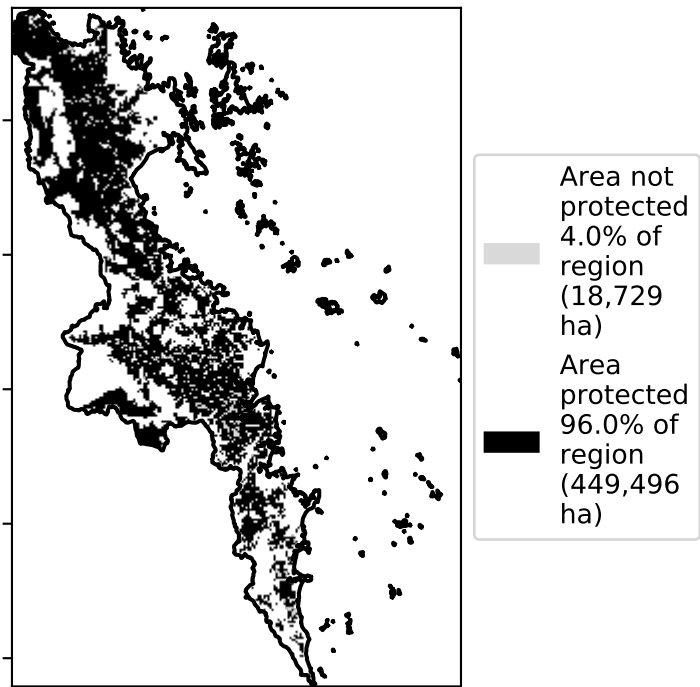 Area not
protected
4.0% of
region
(18,729
ha)
Area
protected
96.0% of
region
(449,496
ha)